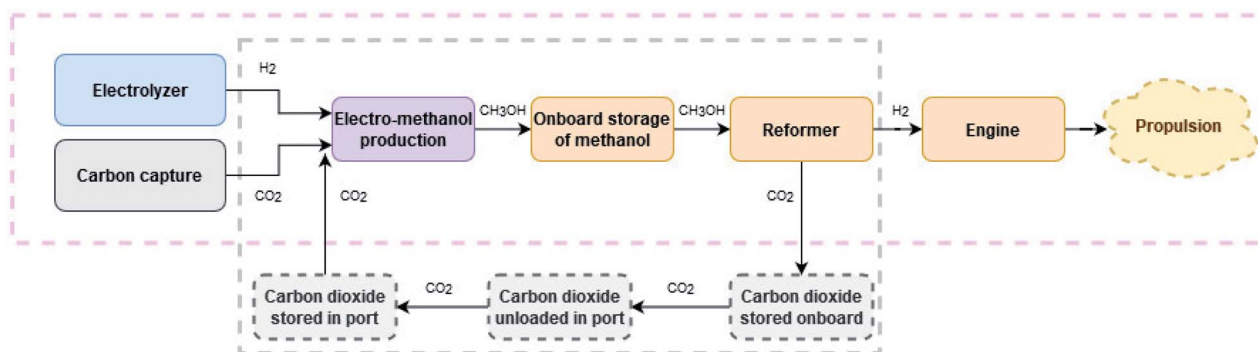 Electrolyzer
H2
Carbon capture
CO2
CO2
Electro-methanol
production
CH3OH
Onboard storage
of methanol
CH3OH
Reformer
H2
Engine
Propulsion
CO2
Carbon dioxide
stored in port
CO2
Carbon dioxide
unloaded in port
CO2
Carbon dioxide
stored onboard